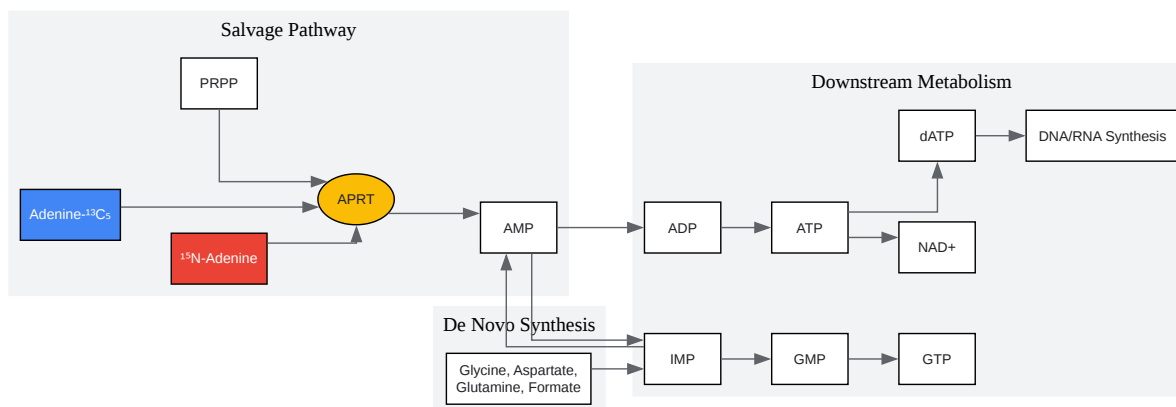 Salvage Pathway
PRPP
Adenine-¹³C₅
APRT
¹⁵N-Adenine
AMP
De Novo Synthesis
Glycine, Aspartate,
Glutamine, Formate
Downstream Metabolism
dATP
DNA/RNA Synthesis
ADP
ATP
NAD+
IMP
GMP
GTP